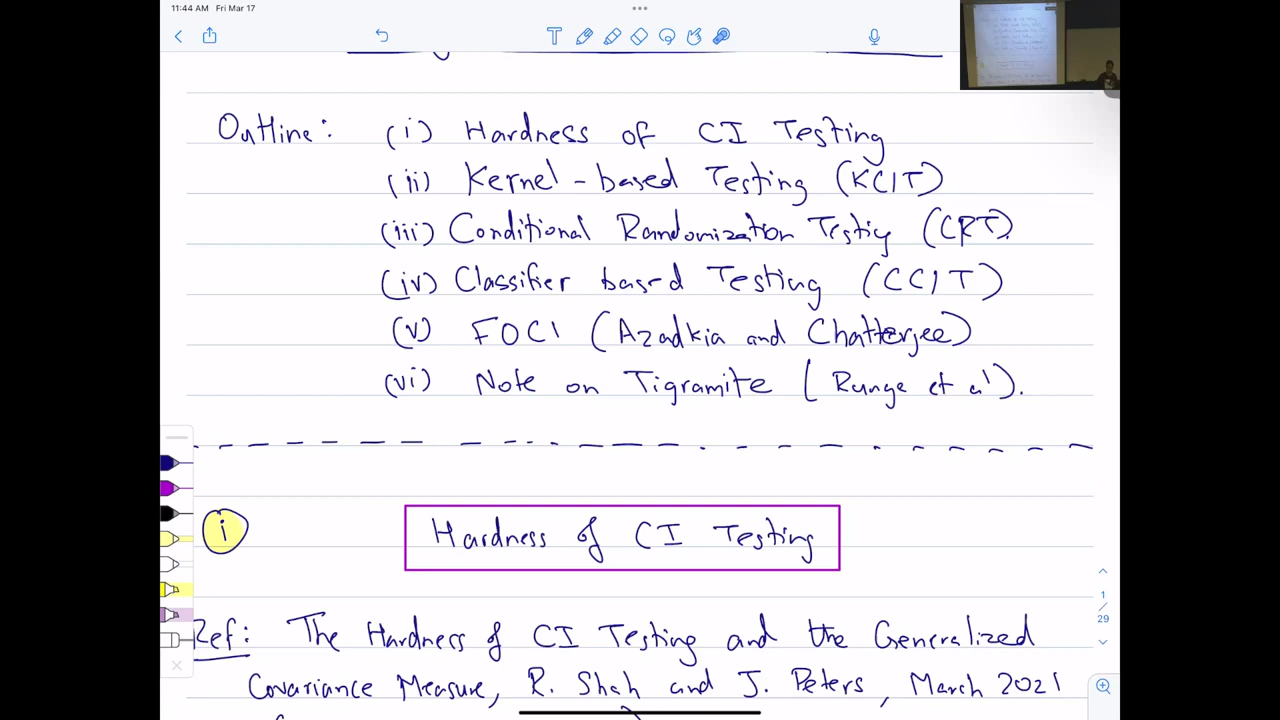 11:44 AM Fri Mar 17
Outline: (i) Hardness of CI Testing
(ii) Kernel-based Testing (KCIT)
(iii) Conditional Randomization Testig (CRT).
(iv) Classifier based Testing (CCIT)
(v) FOCI (Azadkia and Chatterjee)
(vi) Note on Tigramite (Runge et al).
i
Hardness of CI Testing
Ref: The Hardness of CI Testing and the Generalized
Covariance Measure, R. Shah and J. Peters, March 2021
1
/
29